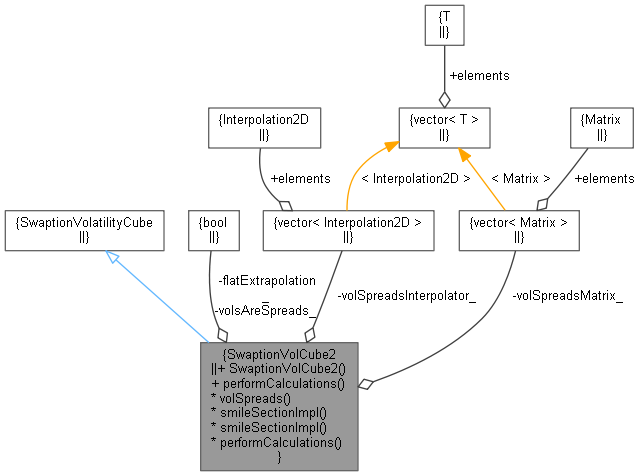 {T
||}
+elements
{Interpolation2D
||}
{vector< T >
||}
{Matrix
||}
+elements
< Interpolation2D >
< Matrix >
+elements
{SwaptionVolatilityCube
||}
{bool
||}
{vector< Interpolation2D >
||}
{vector< Matrix >
||}
-flatExtrapolation
_
-volsAreSpreads_
-volSpreadsInterpolator_
-volSpreadsMatrix_
{SwaptionVolCube2
||+ SwaptionVolCube2()
+ performCalculations()
* volSpreads()
* smileSectionImpl()
* smileSectionImpl()
* performCalculations()
}